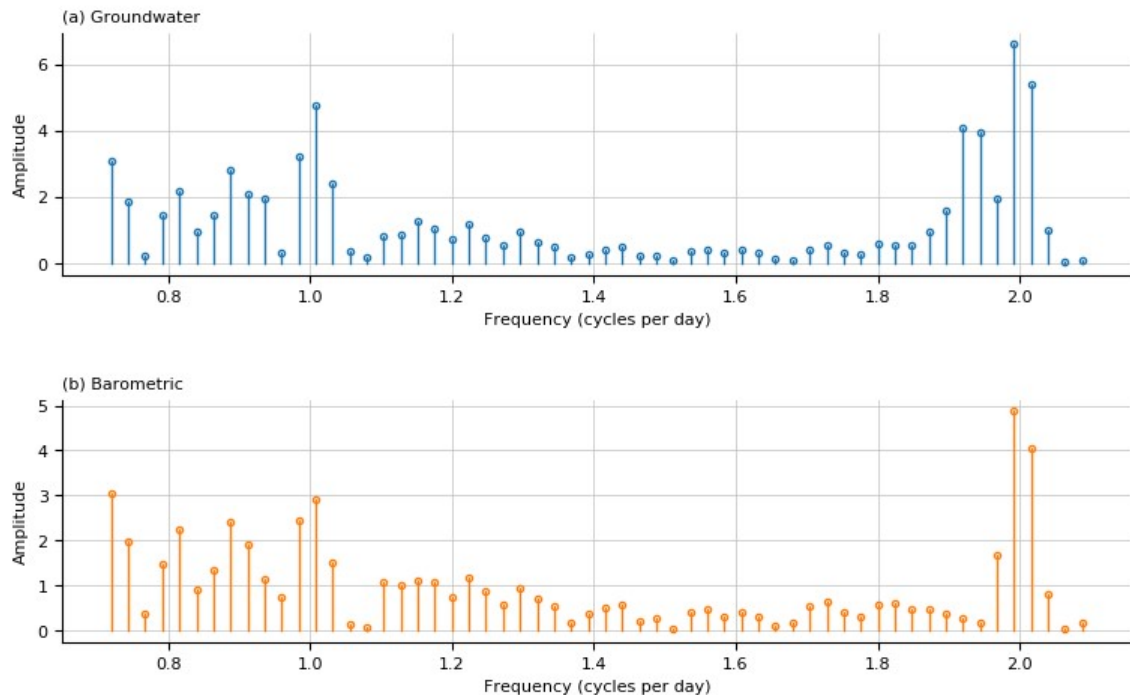 (a) Groundwater
6
4
2
0
Amplitude
0.8 1.0 1.2 1.4 1.6 1.8 2.0
Frequency (cycles per day)
(b) Barometric
5
4
3
2
1
0
Amplitude
0.8 1.0 1.2 1.4 1.6 1.8 2.0
Frequency (cycles per day)